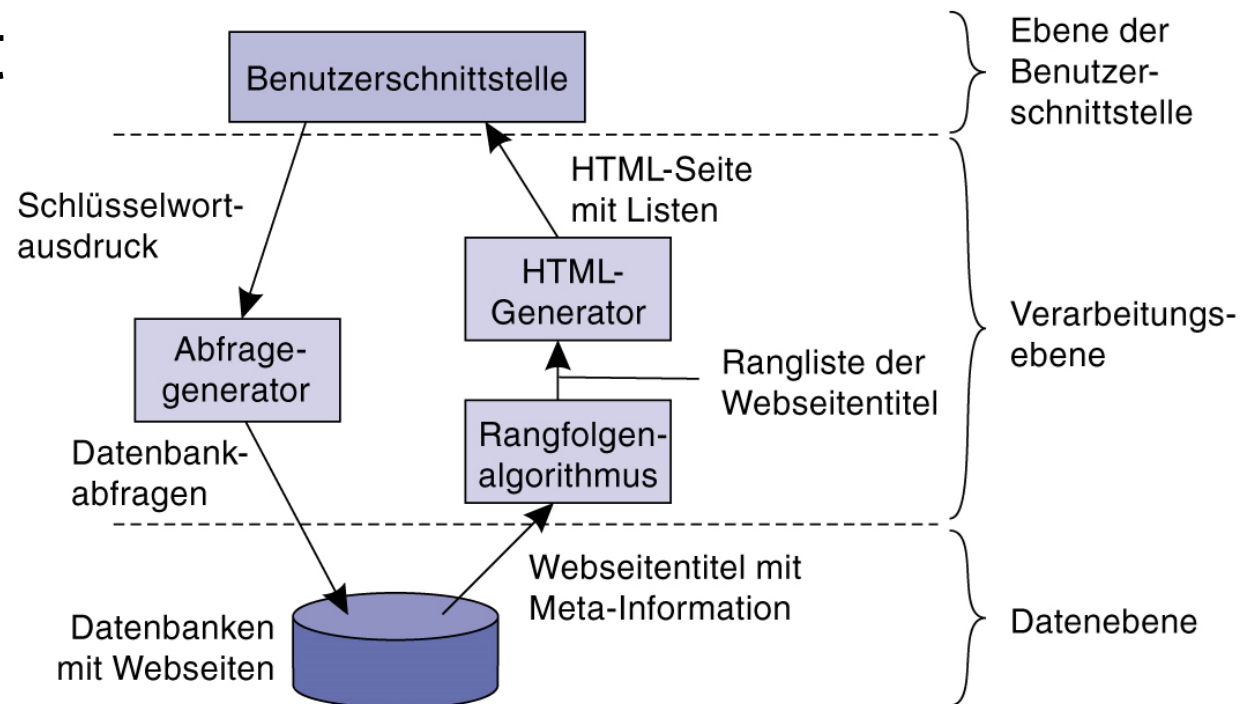 Benutzerschnittstelle
Ebene der
Benutzer-
schnittstelle
HTML-Seite
mit Listen
Schlüsselwort-
ausdruck
HTML-
Generator
Abfrage-
generator
Verarbeitungs-
ebene
Rangliste der
Webseitentitel
Rangfolgen-
algorithmus
Datenbank-
abfragen
Webseitentitel mit
Meta-Information
Datenbanken
mit Webseiten
Datenebene